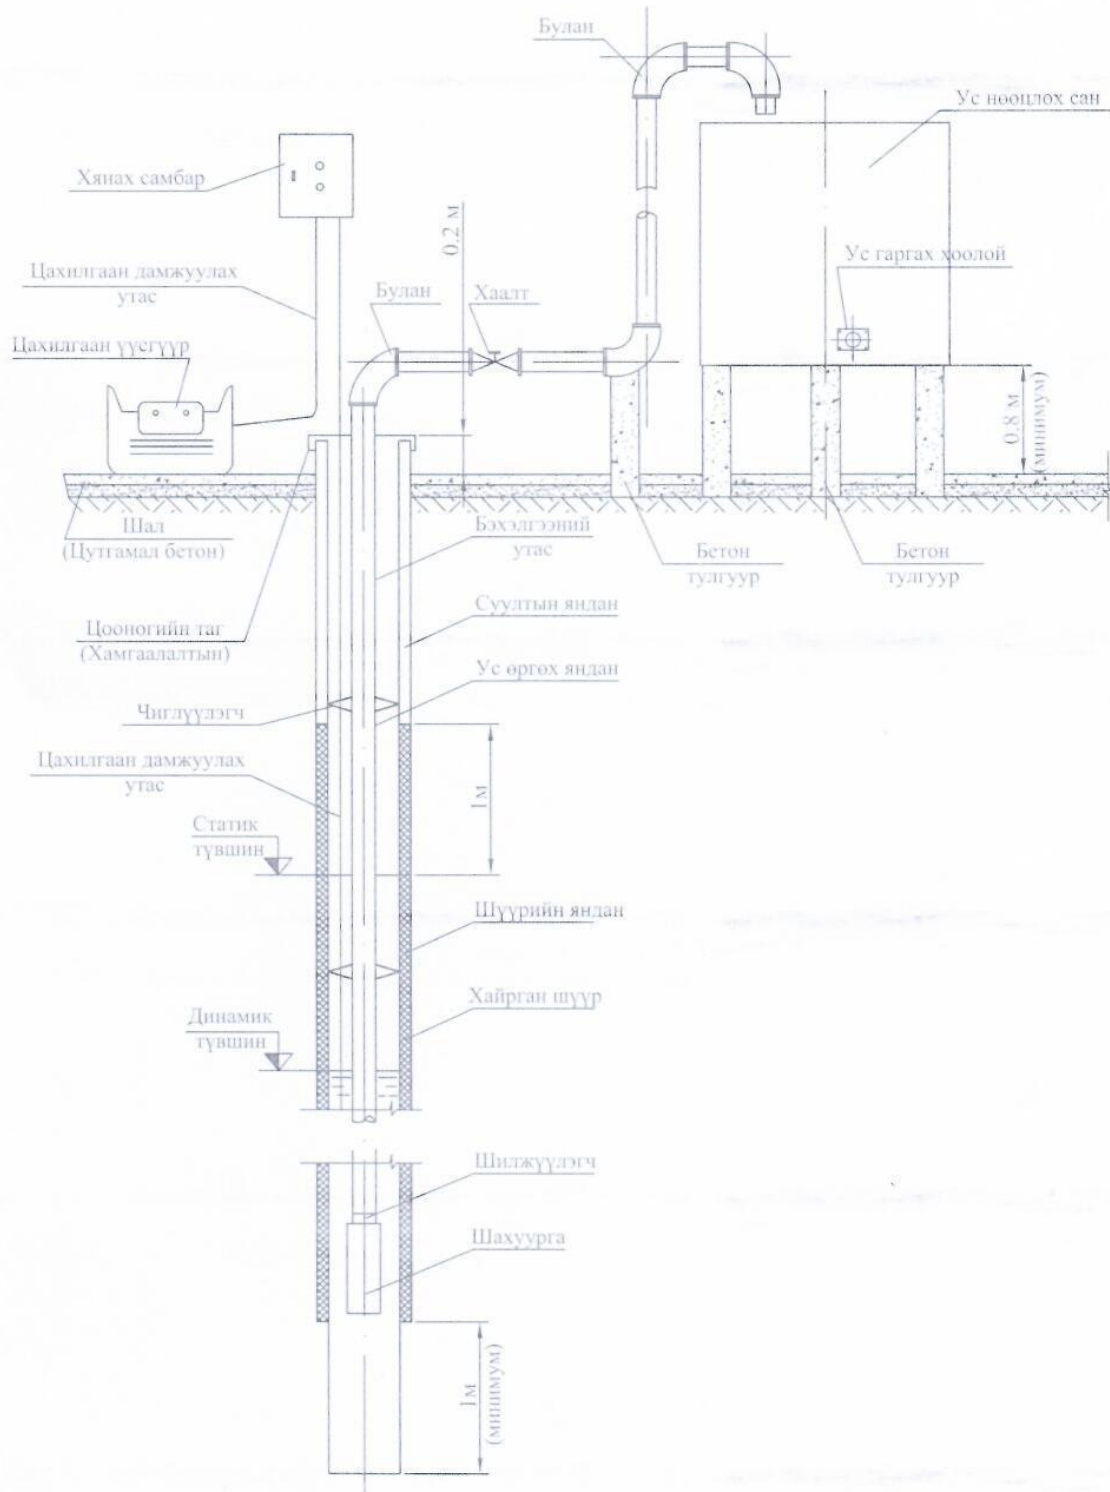 Булан
Ус нөөцлөх сан
Хянах самбар
0.2 м
Ус гаргах хоолой
Цахилгаан дамжуулах
утас
Булан
Хаалт
Цахилгаан үүсгүүр
0.8 м
(минимум)
Шал
(Цутгамал бетон)
Бэхэлгээний
утас
Бетон
тулгуур
Бетон
тулгуур
Суултын яндан
Цооногийн таг
(Хамгаалалтын)
Ус өргөх яндан
Чиглүүлэгч
Цахилгаан дамжуулах
утас
1м
Статик
түвшин
Шүүрийн яндан
Хайрган шүүр
Динамик
түвшин
Шилжүүлэгч
Шахуурга
1м
(минимум)